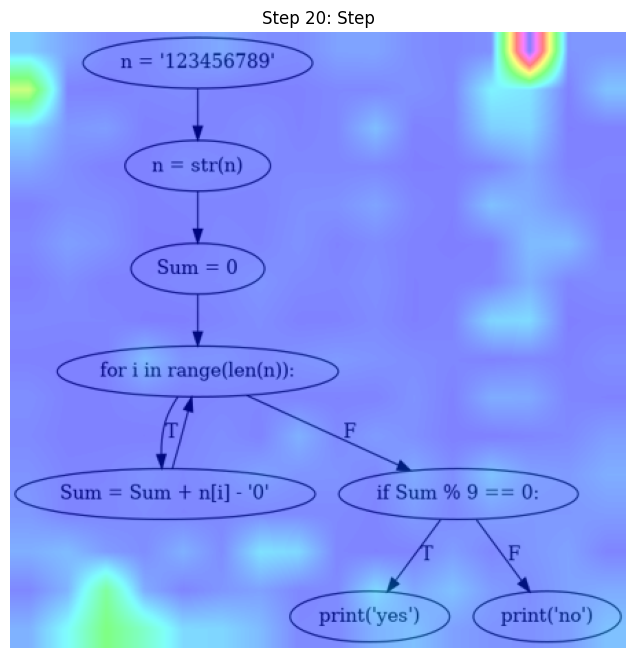 Step 20: Step
n = '123456789'
n = str(n)
Sum = 0
for i in range(len(n)):
T
F
Sum = Sum + n[i] - '0'
if Sum % 9 == 0:
T
F
print('yes')
print('no')